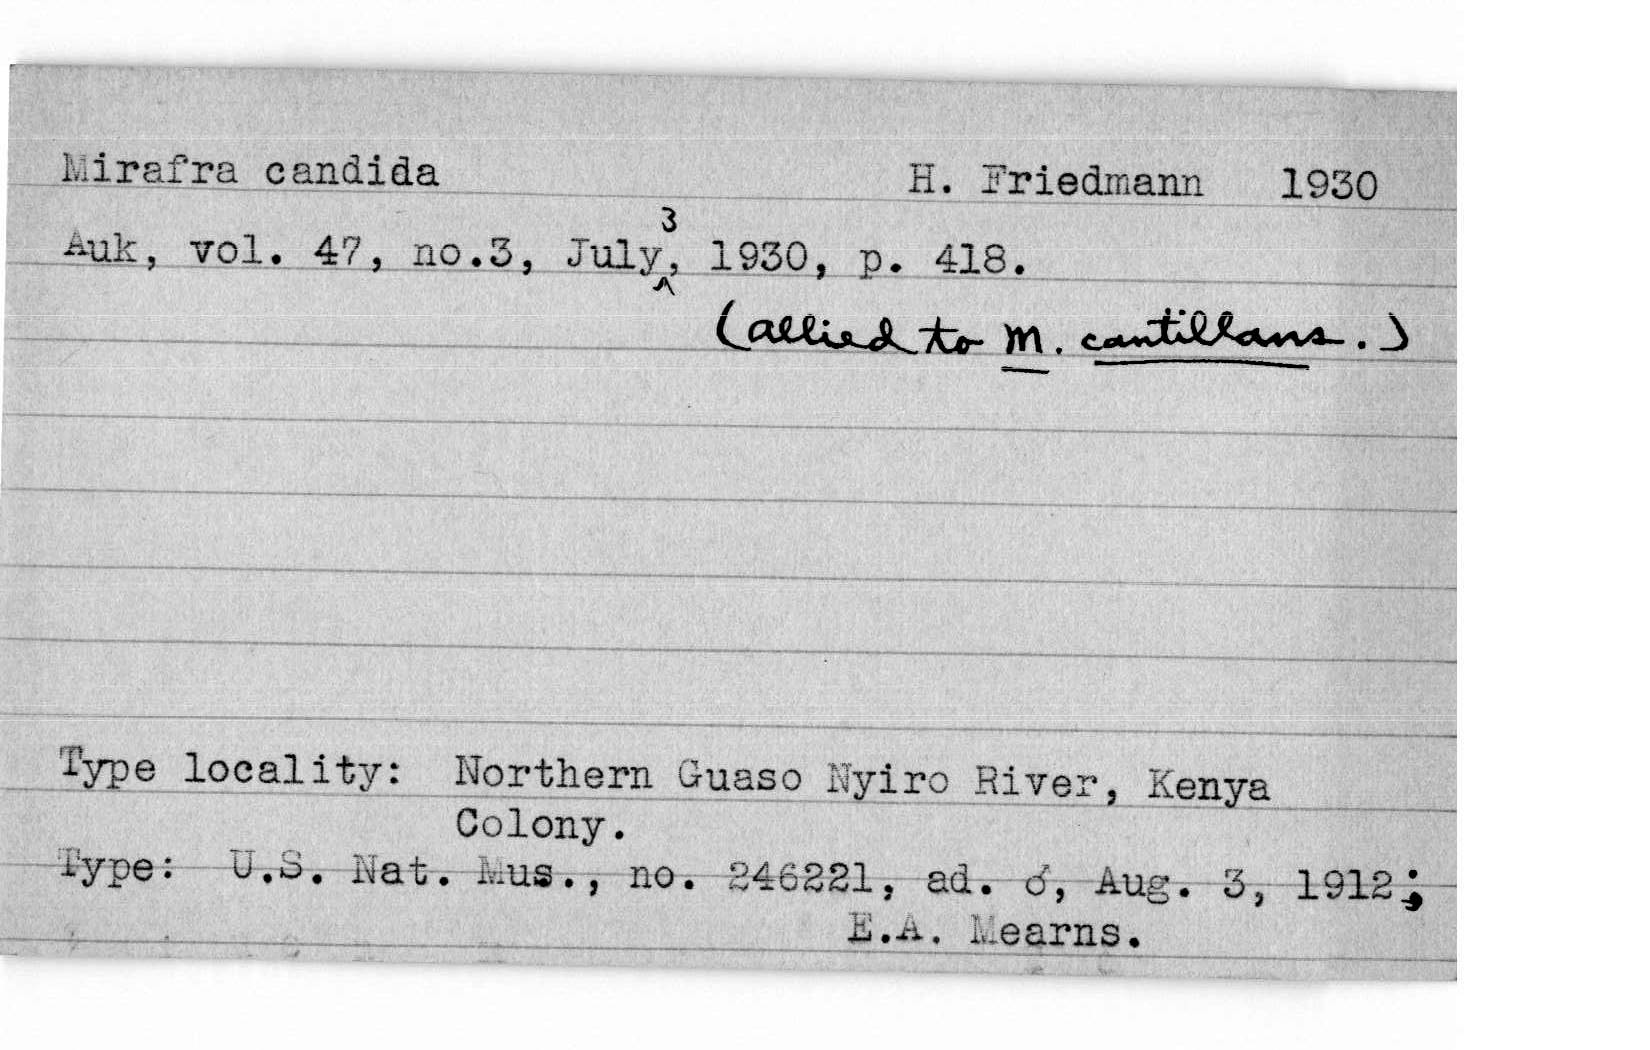 Mirafra candida H. Friedmann 1930
Auk, vol. 47, no.3, July 3, 1930, p. 418.
(allied to M. cantillans.)
Type locality: Northern Guaso Nyiro River, Kenya
Colony.
Type: U.S. Nat. Mus., no. 246221, ad. ♂, Aug. 3, 1912;
E.A. Mearns.